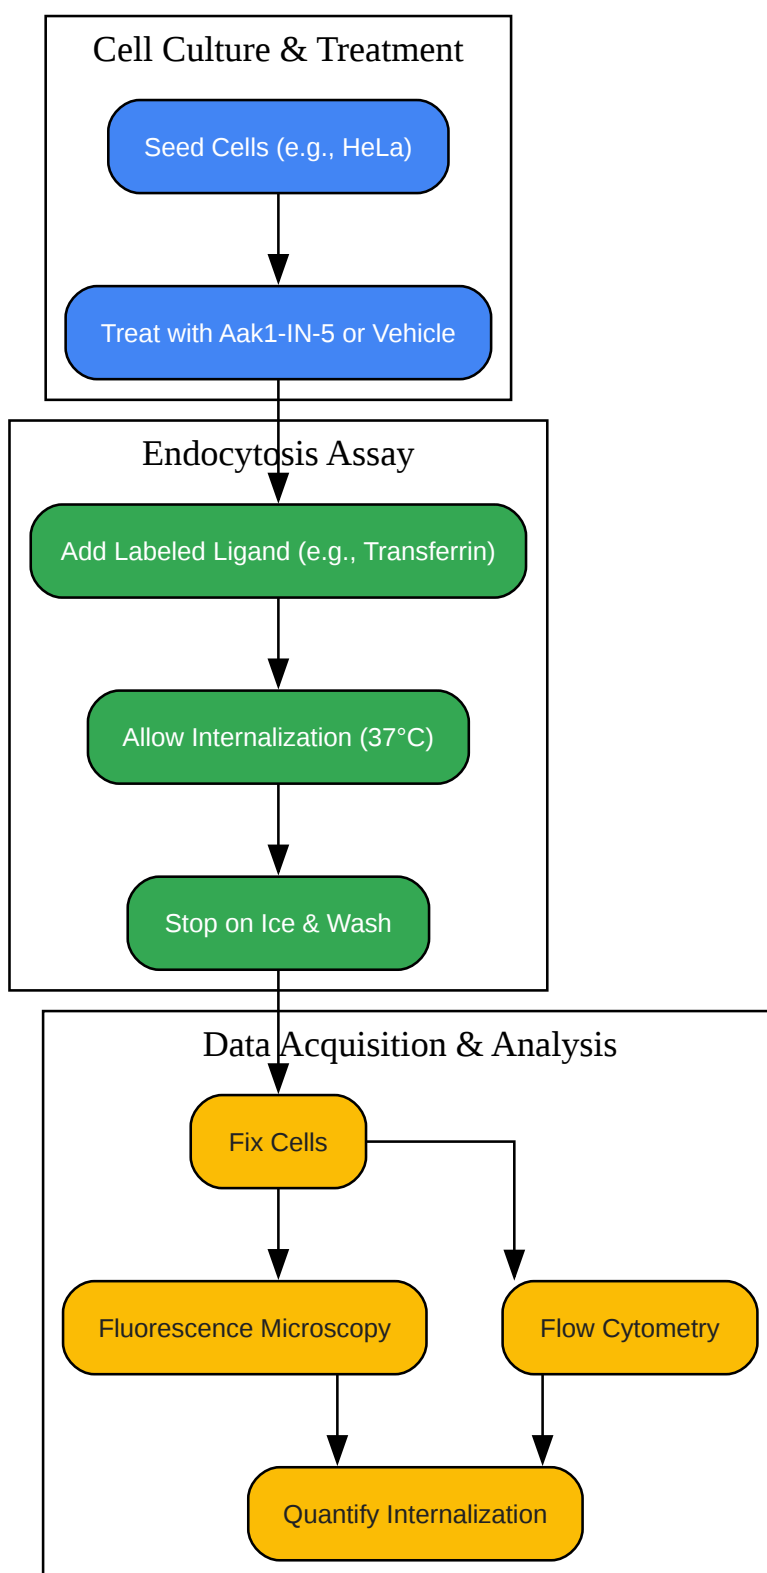 Cell Culture & Treatment
Seed Cells (e.g., HeLa)
Treat with Aak1-IN-5 or Vehicle
Endocytosis Assay
Add Labeled Ligand (e.g., Transferrin)
Allow Internalization (37°C)
Stop on Ice & Wash
Data Acquisition & Analysis
Fix Cells
Fluorescence Microscopy
Flow Cytometry
Quantify Internalization